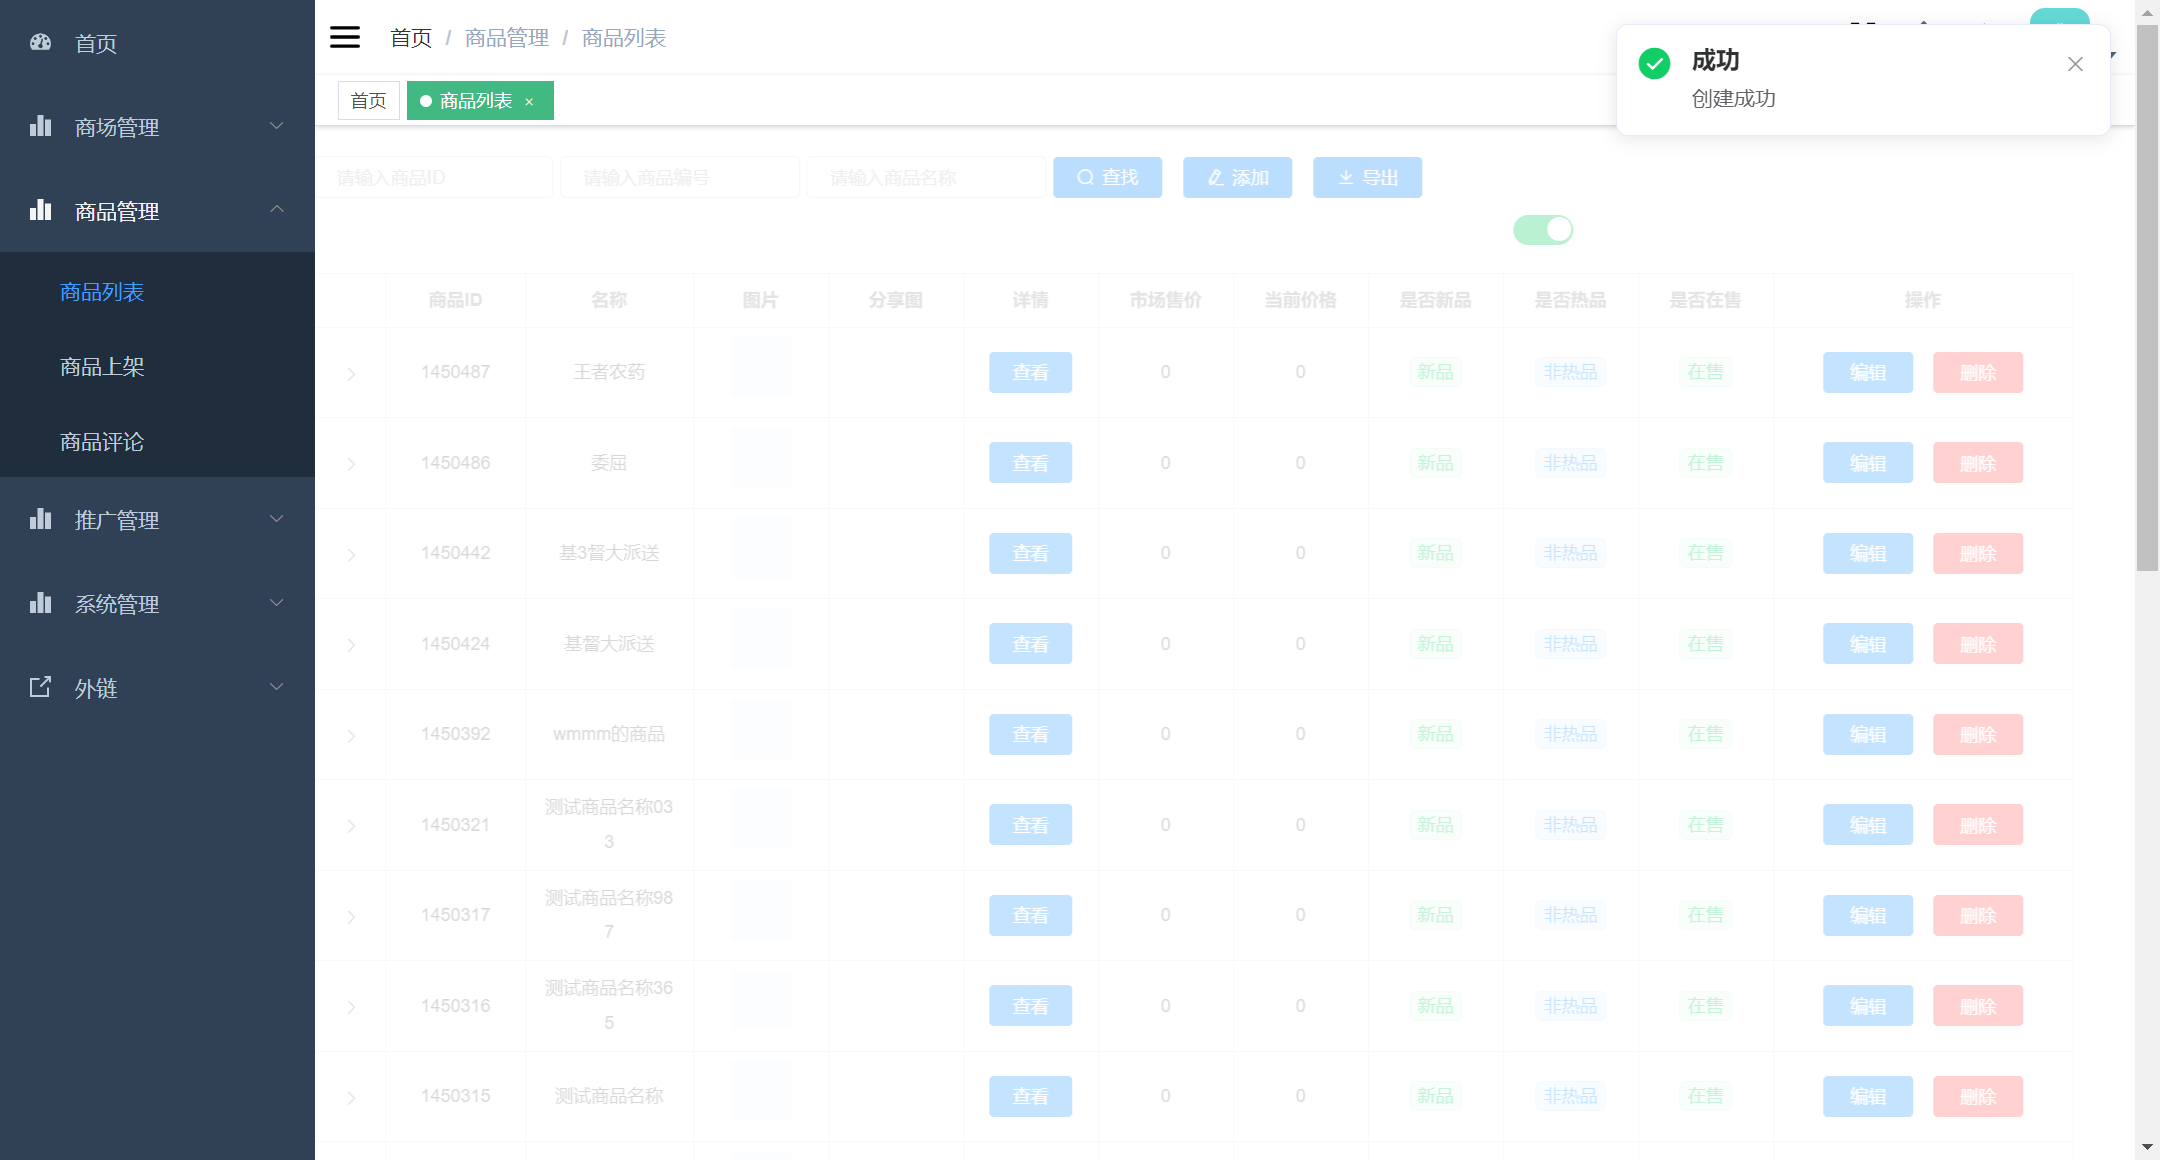 首页
商场管理
商品管理
商品列表
商品上架
商品评论
推广管理
系统管理
外链
首页 / 商品管理 / 商品列表
首页
商品列表 ×
成功
创建成功
请输入商品ID 请输入商品编号 请输入商品名称 查找 添加 导出
商品ID 名称 图片 分享图 详情 市场售价 当前价格 是否新品 是否热品 是否在售 操作
1450487 王者农药 查看 0 0 新品 非热品 在售 编辑 删除
1450486 委屈 查看 0 0 新品 非热品 在售 编辑 删除
1450442 基3督大派送 查看 0 0 新品 非热品 在售 编辑 删除
1450424 基督大派送 查看 0 0 新品 非热品 在售 编辑 删除
1450392 wmmm的商品 查看 0 0 新品 非热品 在售 编辑 删除
1450321 测试商品名称03
3 查看 0 0 新品 非热品 在售 编辑 删除
1450317 测试商品名称98
7 查看 0 0 新品 非热品 在售 编辑 删除
1450316 测试商品名称36
5 查看 0 0 新品 非热品 在售 编辑 删除
1450315 测试商品名称 查看 0 0 新品 非热品 在售 编辑 删除